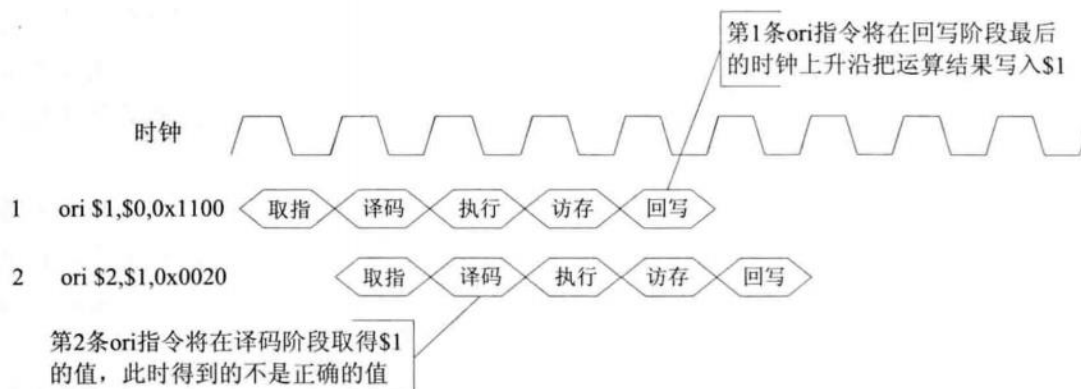 第1条ori指令将在回写阶段最后
的时钟上升沿把运算结果写入$1
时钟
1 ori $1,$0,0x1100 取指 译码 执行 访存 回写
2 ori $2,$1,0x0020 取指 译码 执行 访存 回写
第2条ori指令将在译码阶段取得$1
的值，此时得到的不是正确的值